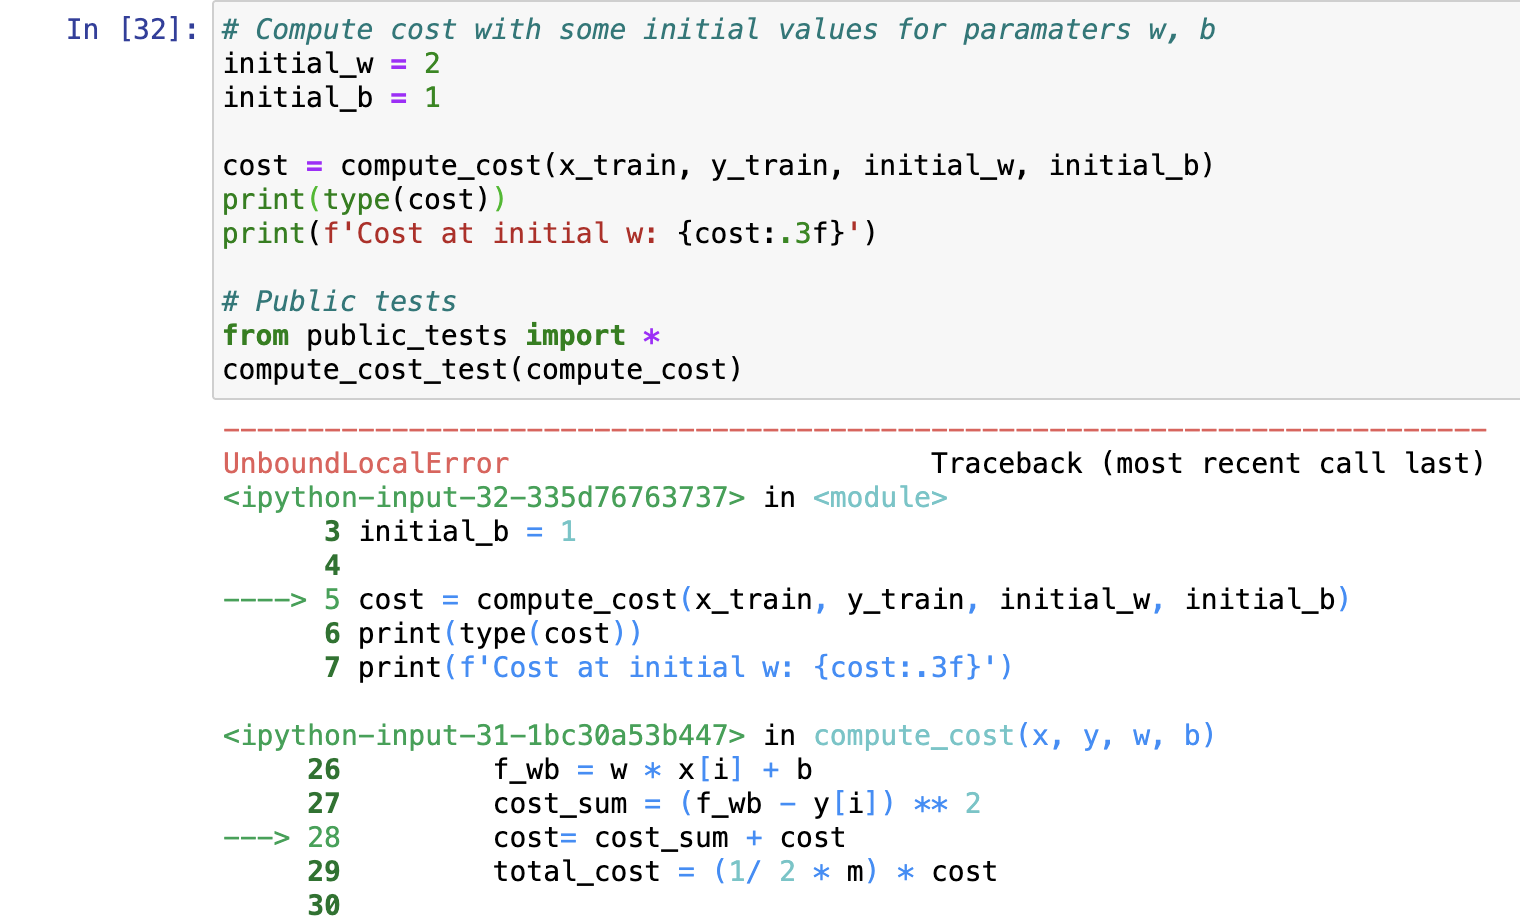 In [32]: # Compute cost with some initial values for paramaters w, b
initial_w = 2
initial_b = 1
cost = compute_cost(x_train, y_train, initial_w, initial_b)
print(type(cost))
print(f'Cost at initial w: {cost:.3f}')
# Public tests
from public_tests import *
compute_cost_test(compute_cost)
---------------------------------------------------------------------------
UnboundLocalError                         Traceback (most recent call last)
<ipython-input-32-335d76763737> in <module>
      3 initial_b = 1
      4
----> 5 cost = compute_cost(x_train, y_train, initial_w, initial_b)
      6 print(type(cost))
      7 print(f'Cost at initial w: {cost:.3f}')
<ipython-input-31-1bc30a53b447> in compute_cost(x, y, w, b)
     26         f_wb = w * x[i] + b
     27         cost_sum = (f_wb - y[i]) ** 2
---> 28         cost= cost_sum + cost
     29         total_cost = (1/ 2 * m) * cost
     30